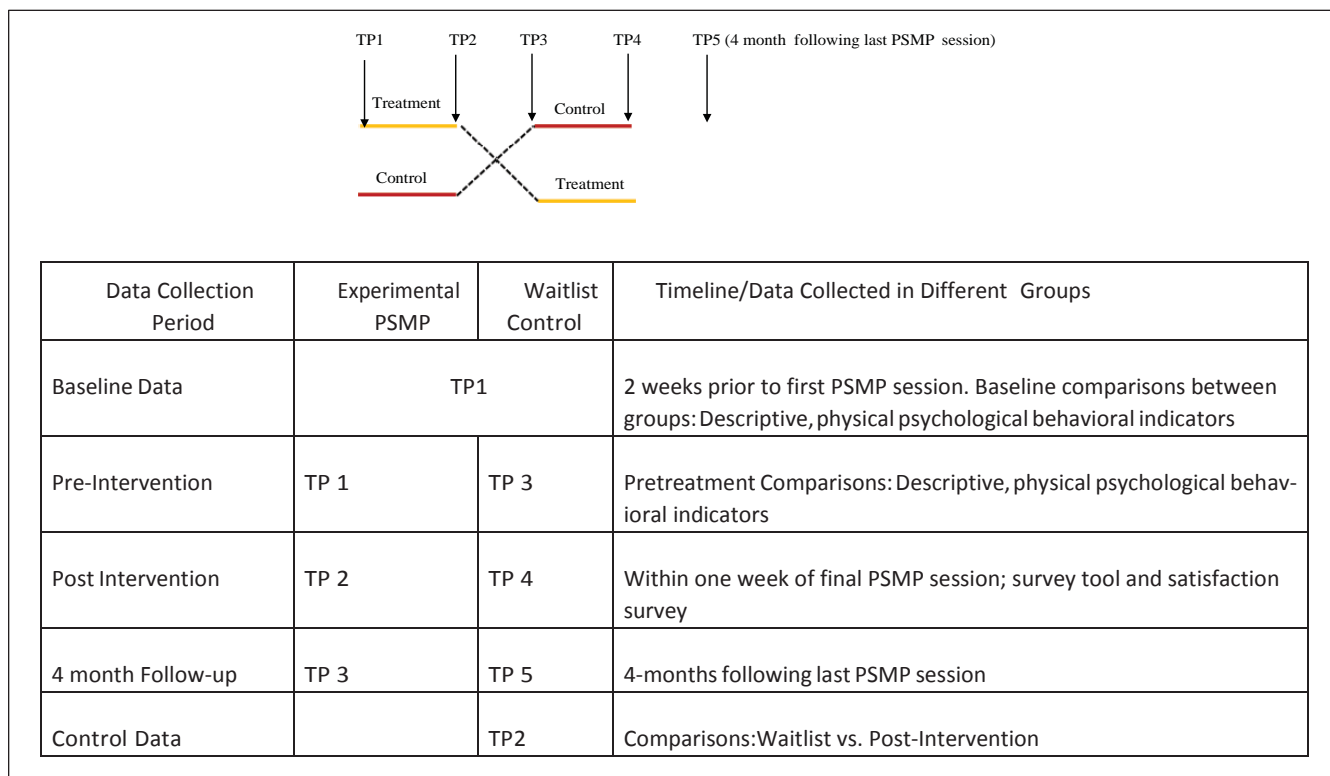 TP1 TP2 TP3 TP4 TP5 (4 month following last PSMP session)
Treatment Control
Control Treatment
Data Collection Period Experimental PSMP Waitlist Control Timeline/Data Collected in Different Groups
Baseline Data TP1 2 weeks prior to first PSMP session. Baseline comparisons between
groups: Descriptive, physical psychological behavioral indicators
Pre-Intervention TP 1 TP 3 Pretreatment Comparisons: Descriptive, physical psychological behav-
ioral indicators
Post Intervention TP 2 TP 4 Within one week of final PSMP session; survey tool and satisfaction
survey
4 month Follow-up TP 3 TP 5 4-months following last PSMP session
Control Data TP2 Comparisons: Waitlist vs. Post-Intervention